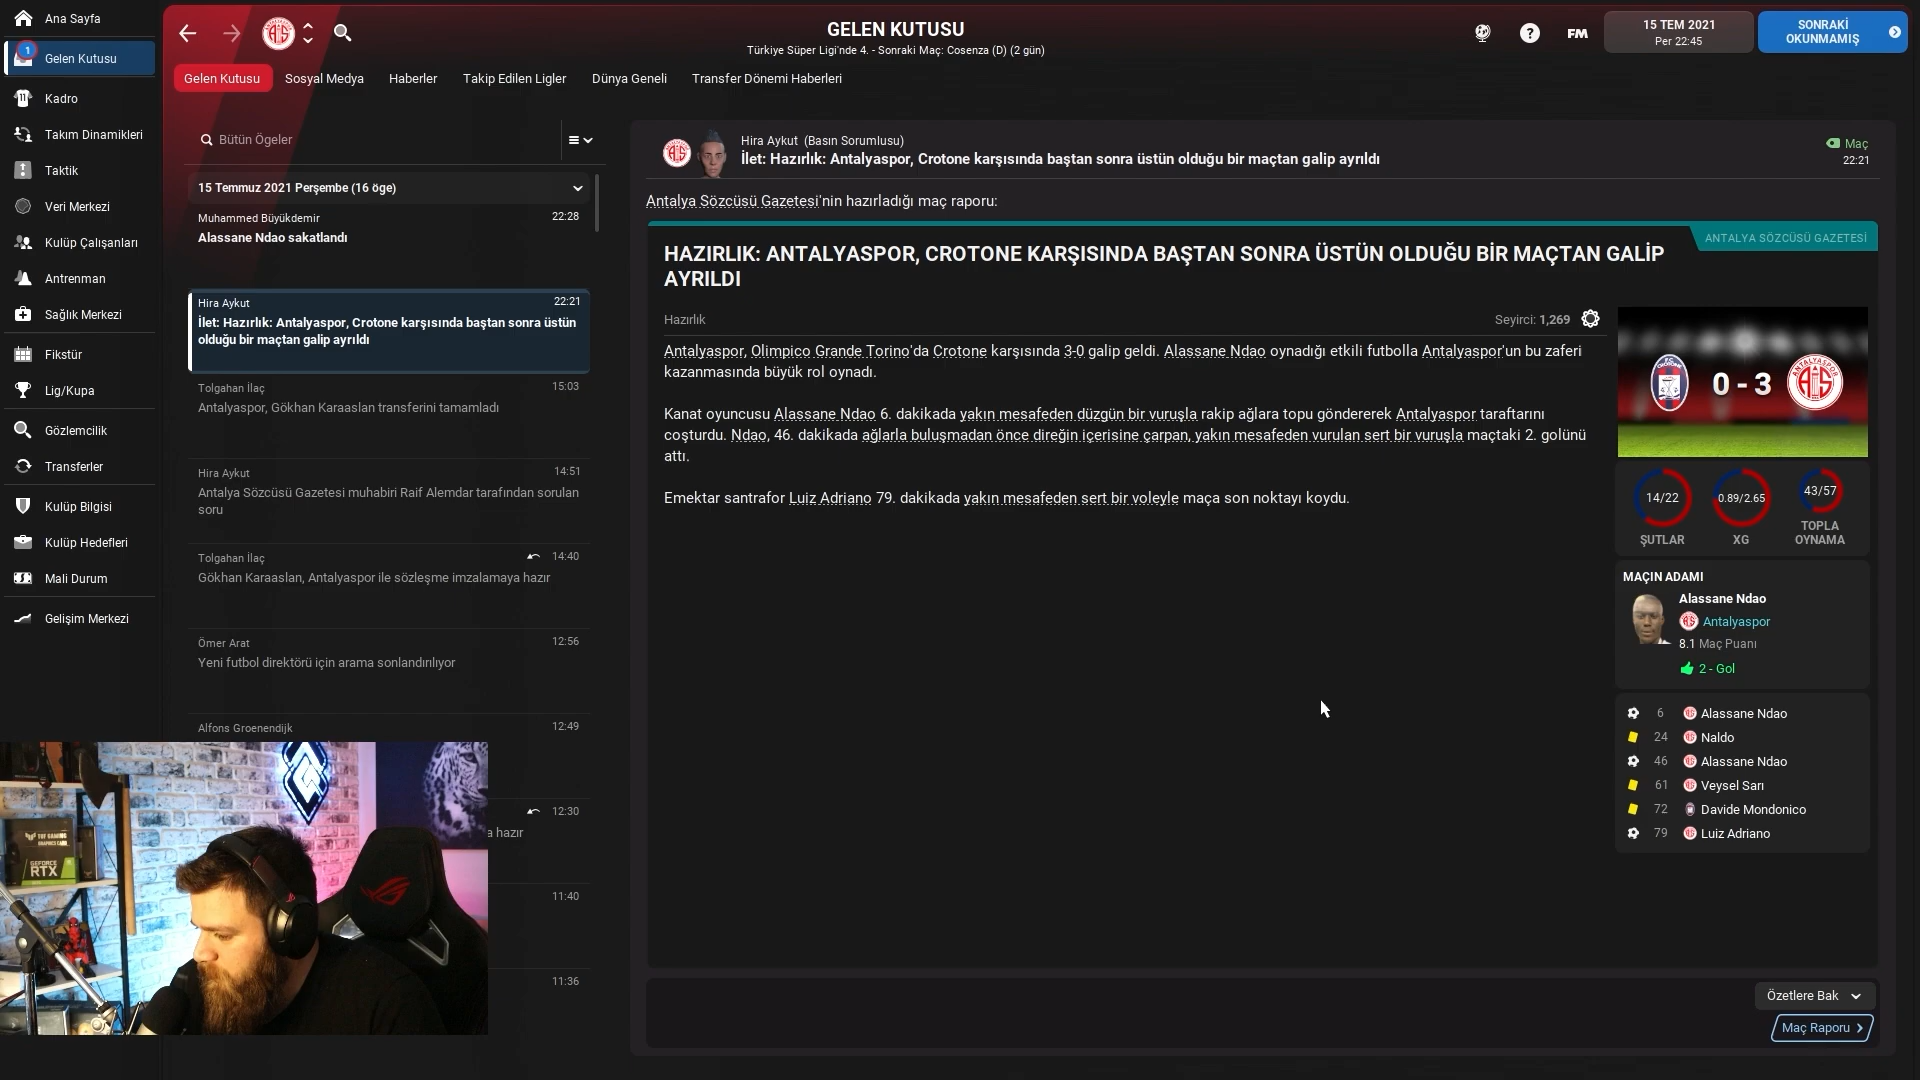 Ana Sayfa
1
Gelen Kutusu
Kadro
Takım Dinamikleri
Taktik
Veri Merkezi
Kulüp Çalışanları
Antrenman
Sağlık Merkezi
Fikstür
Lig/Kupa
Gözlemcilik
Transferler
Kulüp Bilgisi
Kulüp Hedefleri
Mali Durum
Gelişim Merkezi
GELEN KUTUSU
Türkiye Süper Ligi'nde 4. - Sonraki Maç: Cosenza (D) (2 gün)
FM
15 TEM 2021
Per 22:45
SONRAKİ
OKUNMAMIŞ
Gelen Kutusu
Sosyal Medya
Haberler
Takip Edilen Ligler
Dünya Geneli
Transfer Dönemi Haberleri
Bütün Ögeler
15 Temmuz 2021 Perşembe (16 öge)
Muhammed Büyükdemir 22:28
Alassane Ndao sakatlandı
Hira Aykut 22:21
İlet: Hazırlık: Antalyaspor, Crotone karşısında baştan sonra üstün
olduğu bir maçtan galip ayrıldı
Tolgahan İlaç 15:03
Antalyaspor, Gökhan Karaaslan transferini tamamladı
Hira Aykut 14:51
Antalya Sözcüsü Gazetesi muhabiri Raif Alemdar tarafından sorulan
soru
Tolgahan İlaç 14:40
Gökhan Karaaslan, Antalyaspor ile sözleşme imzalamaya hazır
Ömer Arat 12:56
Yeni futbol direktörü için arama sonlandırılıyor
Alfons Groenendijk 12:49
12:30
a hazır
11:40
11:36
Hira Aykut (Basın Sorumlusu)
İlet: Hazırlık: Antalyaspor, Crotone karşısında baştan sonra üstün olduğu bir maçtan galip ayrıldı
Maç
22:21
Antalya Sözcüsü Gazetesi'nin hazırladığı maç raporu:
ANTALYA SÖZCÜSÜ GAZETESİ
HAZIRLIK: ANTALYASPOR, CROTONE KARŞISINDA BAŞTAN SONRA ÜSTÜN OLDUĞU BİR MAÇTAN GALİP
AYRILDI
Hazırlık
Seyirci: 1,269
Antalyaspor, Olimpico Grande Torino'da Crotone karşısında 3-0 galip geldi. Alassane Ndao oynadığı etkili futbolla Antalyaspor'un bu zaferi
kazanmasında büyük rol oynadı.
Kanat oyuncusu Alassane Ndao 6. dakikada yakın mesafeden düzgün bir vuruşla rakip ağlara topu göndererek Antalyaspor taraftarını
coşturdu. Ndao, 46. dakikada ağlarla buluşmadan önce direğin içerisine çarpan, yakın mesafeden vurulan sert bir vuruşla maçtaki 2. golünü
attı.
Emektar santrafor Luiz Adriano 79. dakikada yakın mesafeden sert bir voleyle maça son noktayı koydu.
0 - 3
14/22
0.89/2.65
43/57
ŞUTLAR
XG
TOPLA
OYNAMA
MAÇIN ADAMI
Alassane Ndao
Antalyaspor
8.1 Maç Puanı
2 - Gol
6 Alassane Ndao
24 Naldo
46 Alassane Ndao
61 Veysel Sarı
72 Davide Mondonico
79 Luiz Adriano
Özetlere Bak
Maç Raporu
TUF GAMING
GEFORCE
RTX